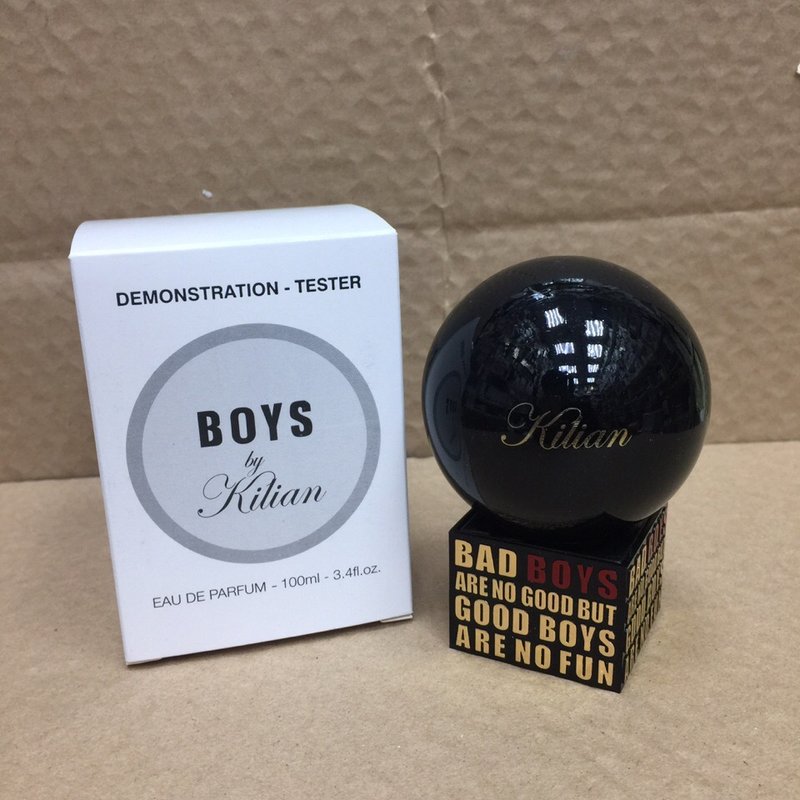 DEMONSTRATION - TESTER
BOYS
by
Kilian
EAU DE PARFUM - 100ml - 3.4fl.oz.
Kilian
BAD BOYS
ARE NO GOOD BUT
GOOD BOYS
ARE NO FUN